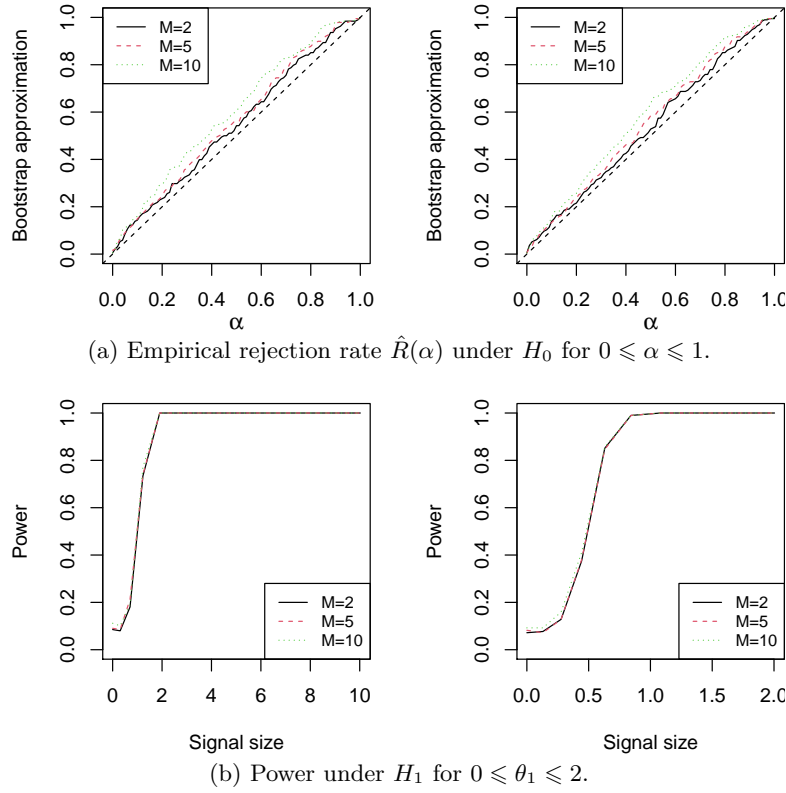 M=2
M=5
M=10
Bootstrap approximation
0.0 0.2 0.4 0.6 0.8 1.0
0.0 0.2 0.4 0.6 0.8 1.0
α
M=2
M=5
M=10
Bootstrap approximation
0.0 0.2 0.4 0.6 0.8 1.0
0.0 0.2 0.4 0.6 0.8 1.0
α
(a) Empirical rejection rate R̂(α) under H₀ for 0 ⩽ α ⩽ 1.
Power
0.0 0.2 0.4 0.6 0.8 1.0
M=2
M=5
M=10
0 2 4 6 8 10
Signal size
Power
0.0 0.2 0.4 0.6 0.8 1.0
M=2
M=5
M=10
0.0 0.5 1.0 1.5 2.0
Signal size
(b) Power under H₁ for 0 ⩽ θ₁ ⩽ 2.